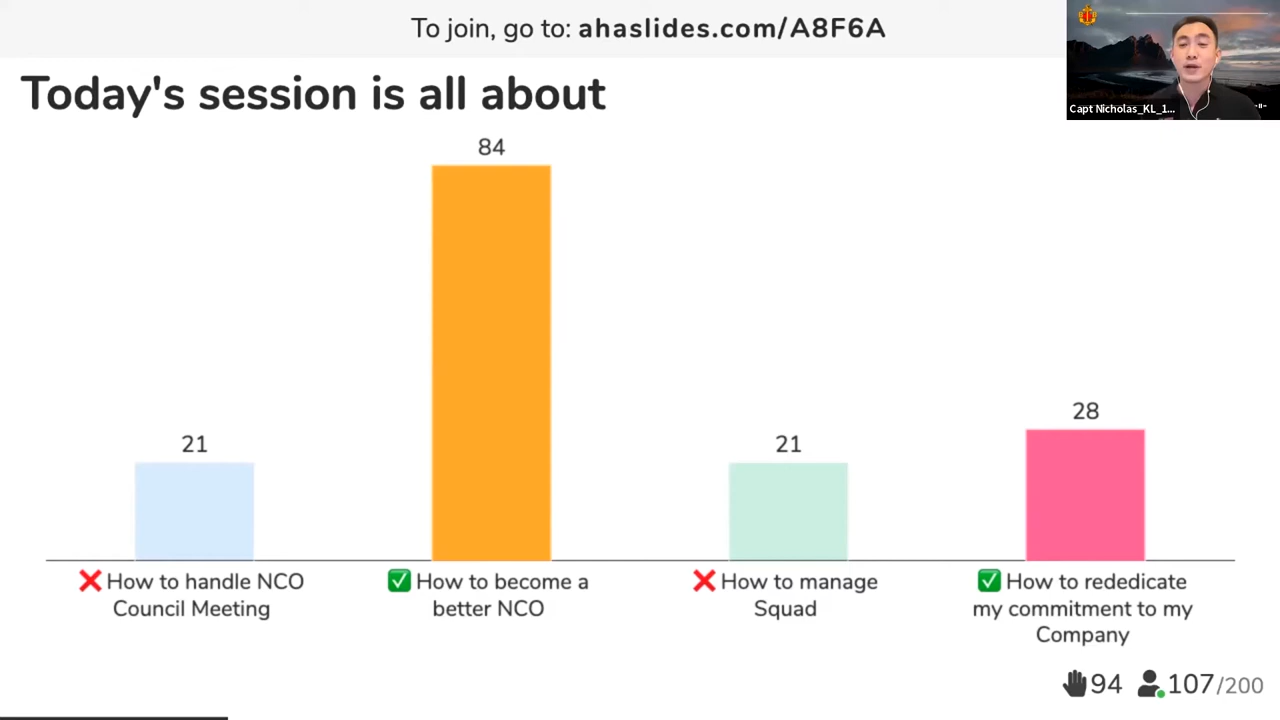 To join, go to: ahaslides.com/A8F6A
Capt Nicholas_KL_1...
Today's session is all about
84
28
21
21
How to handle NCO
Council Meeting
How to become a
better NCO
How to manage
Squad
How to rededicate
my commitment to my
Company
94
107/200